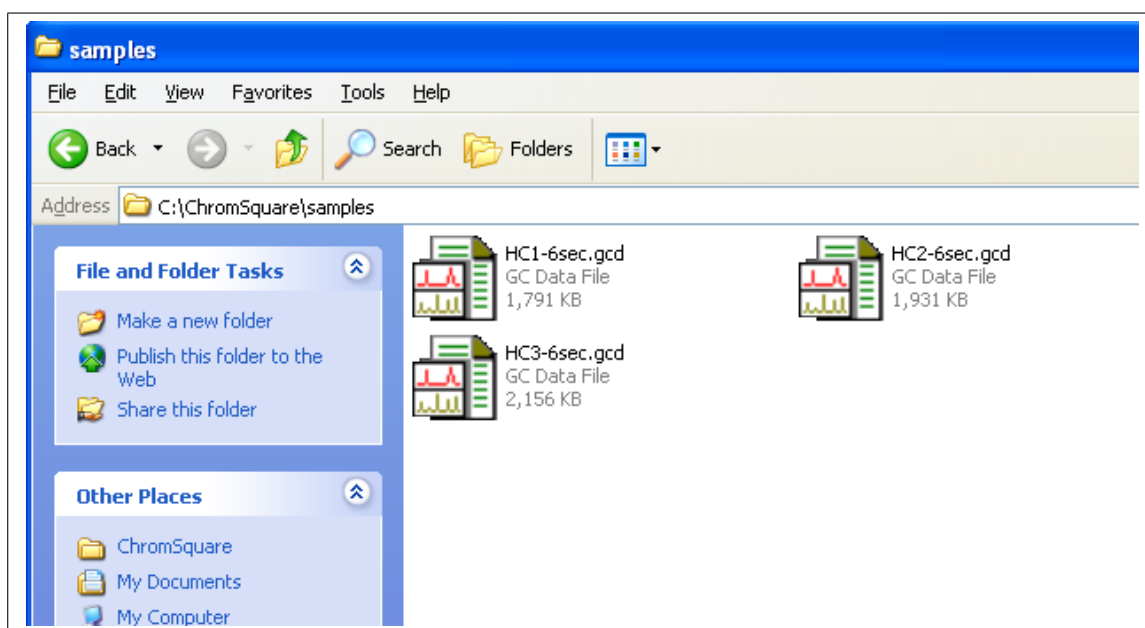 samples
File Edit View Favorites Tools Help
Back Search Folders
Address C:\ChromSquare\samples
File and Folder Tasks
Make a new folder
Publish this folder to the
Web
Share this folder
Other Places
ChromSquare
My Documents
My Computer
HC1-6sec.gcd
GC Data File
1,791 KB
HC2-6sec.gcd
GC Data File
1,931 KB
HC3-6sec.gcd
GC Data File
2,156 KB